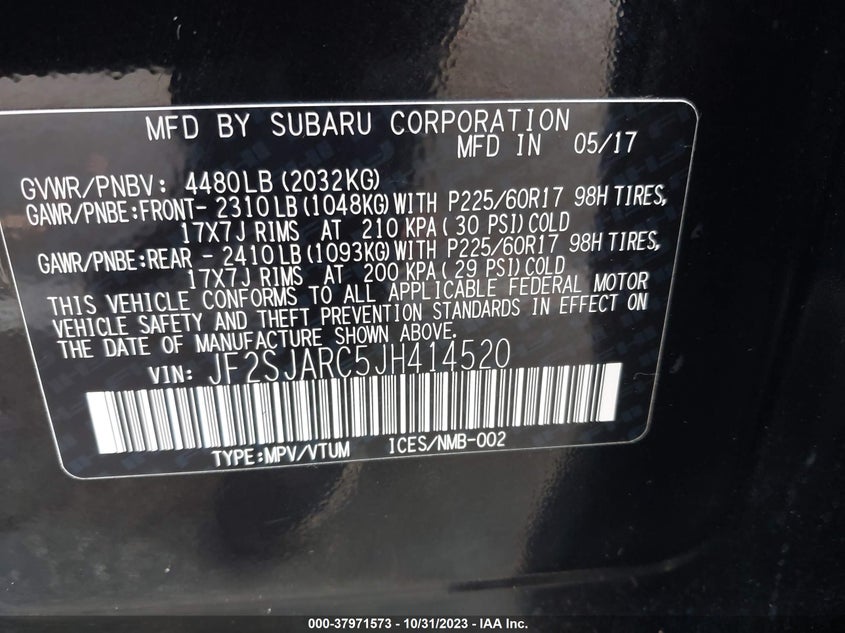 MFD BY SUBARU CORPORATION
MFD IN 05/17
GVWR/PNBV: 4480LB(2032KG)
GAWR/PNBE:FRONT- 2310LB(1048KG)WITH P225/60R17 98H TIRES,
17X7J RIMS AT 210 KPA(30 PSI)COLD
GAWR/PNBE:REAR - 2410LB(1093KG)WITH P225/60R17 98H TIRES,
17X7J RIMS AT 200 KPA(29 PSI)COLD
THIS VEHICLE CONFORMS TO ALL APPLICABLE FEDERAL MOTOR
VEHICLE SAFETY AND THEFT PREVENTION STANDARDS IN EFFECT ON
THE DATE OF MANUFACTURE SHOWN ABOVE.
VIN: JF2SJARC5JH414520
TYPE:MPV/VTUM ICES/NMB-002
000-37971573 - 10/31/2023 - IAA Inc.